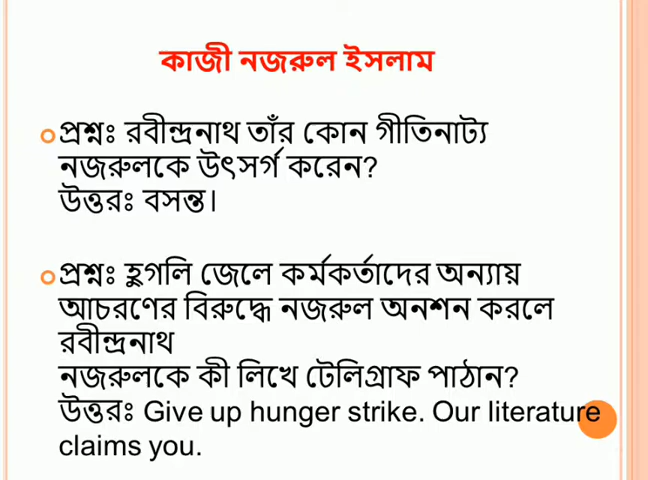 কাজী নজরুল ইসলাম
প্রশ্নঃ রবীন্দ্রনাথ তাঁর কোন গীতিনাট্য
নজরুলকে উৎসর্গ করেন?
উত্তরঃ বসন্ত।
প্রশ্নঃ হুগলি জেলে কর্মকর্তাদের অন্যায়
আচরণের বিরুদ্ধে নজরুল অনশন করলে
রবীন্দ্রনাথ
নজরুলকে কী লিখে টেলিগ্রাফ পাঠান?
উত্তরঃ Give up hunger strike. Our literature
claims you.